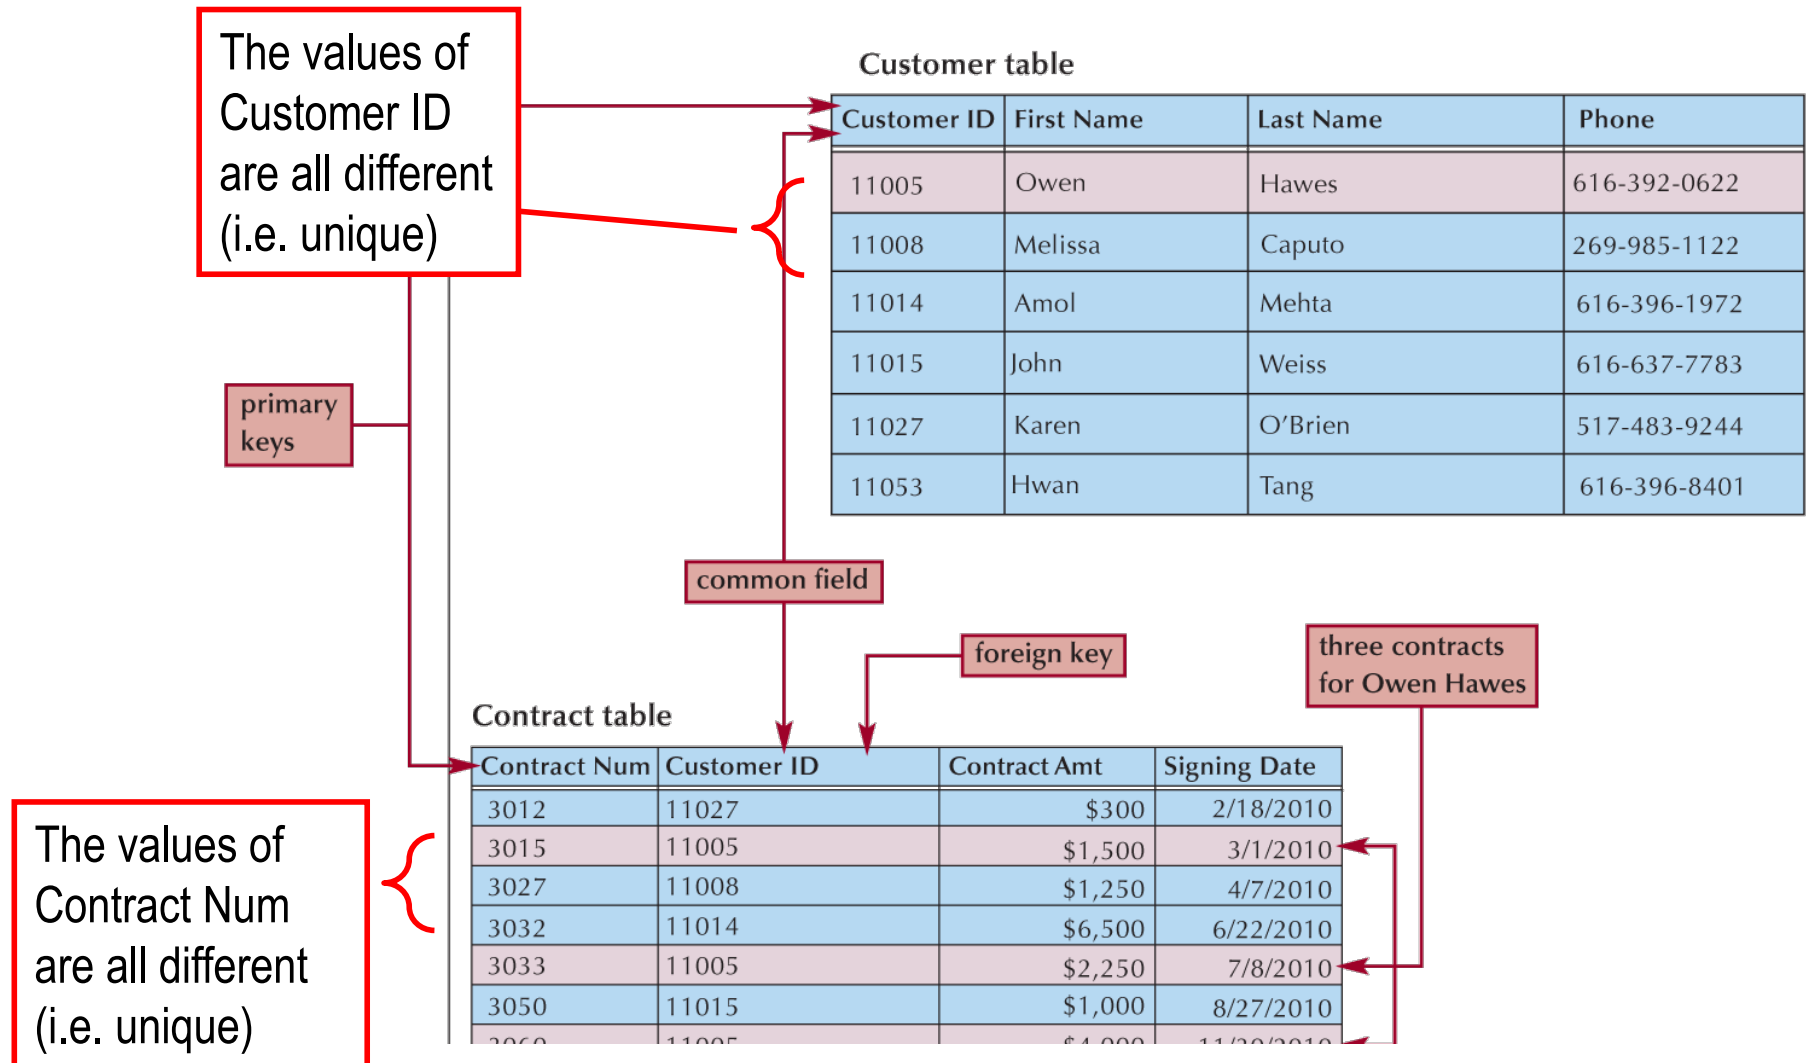 The values of
Customer ID
are all different
(i.e. unique)
Customer table
Customer ID First Name Last Name Phone
11005 Owen Hawes 616-392-0622
11008 Melissa Caputo 269-985-1122
11014 Amol Mehta 616-396-1972
11015 John Weiss 616-637-7783
11027 Karen O’Brien 517-483-9244
11053 Hwan Tang 616-396-8401
primary
keys
common field
foreign key
three contracts
for Owen Hawes
Contract table
Contract Num Customer ID Contract Amt Signing Date
3012 11027 $300 2/18/2010
3015 11005 $1,500 3/1/2010
3027 11008 $1,250 4/7/2010
3032 11014 $6,500 6/22/2010
3033 11005 $2,250 7/8/2010
3050 11015 $1,000 8/27/2010
11005
The values of
Contract Num
are all different
(i.e. unique)